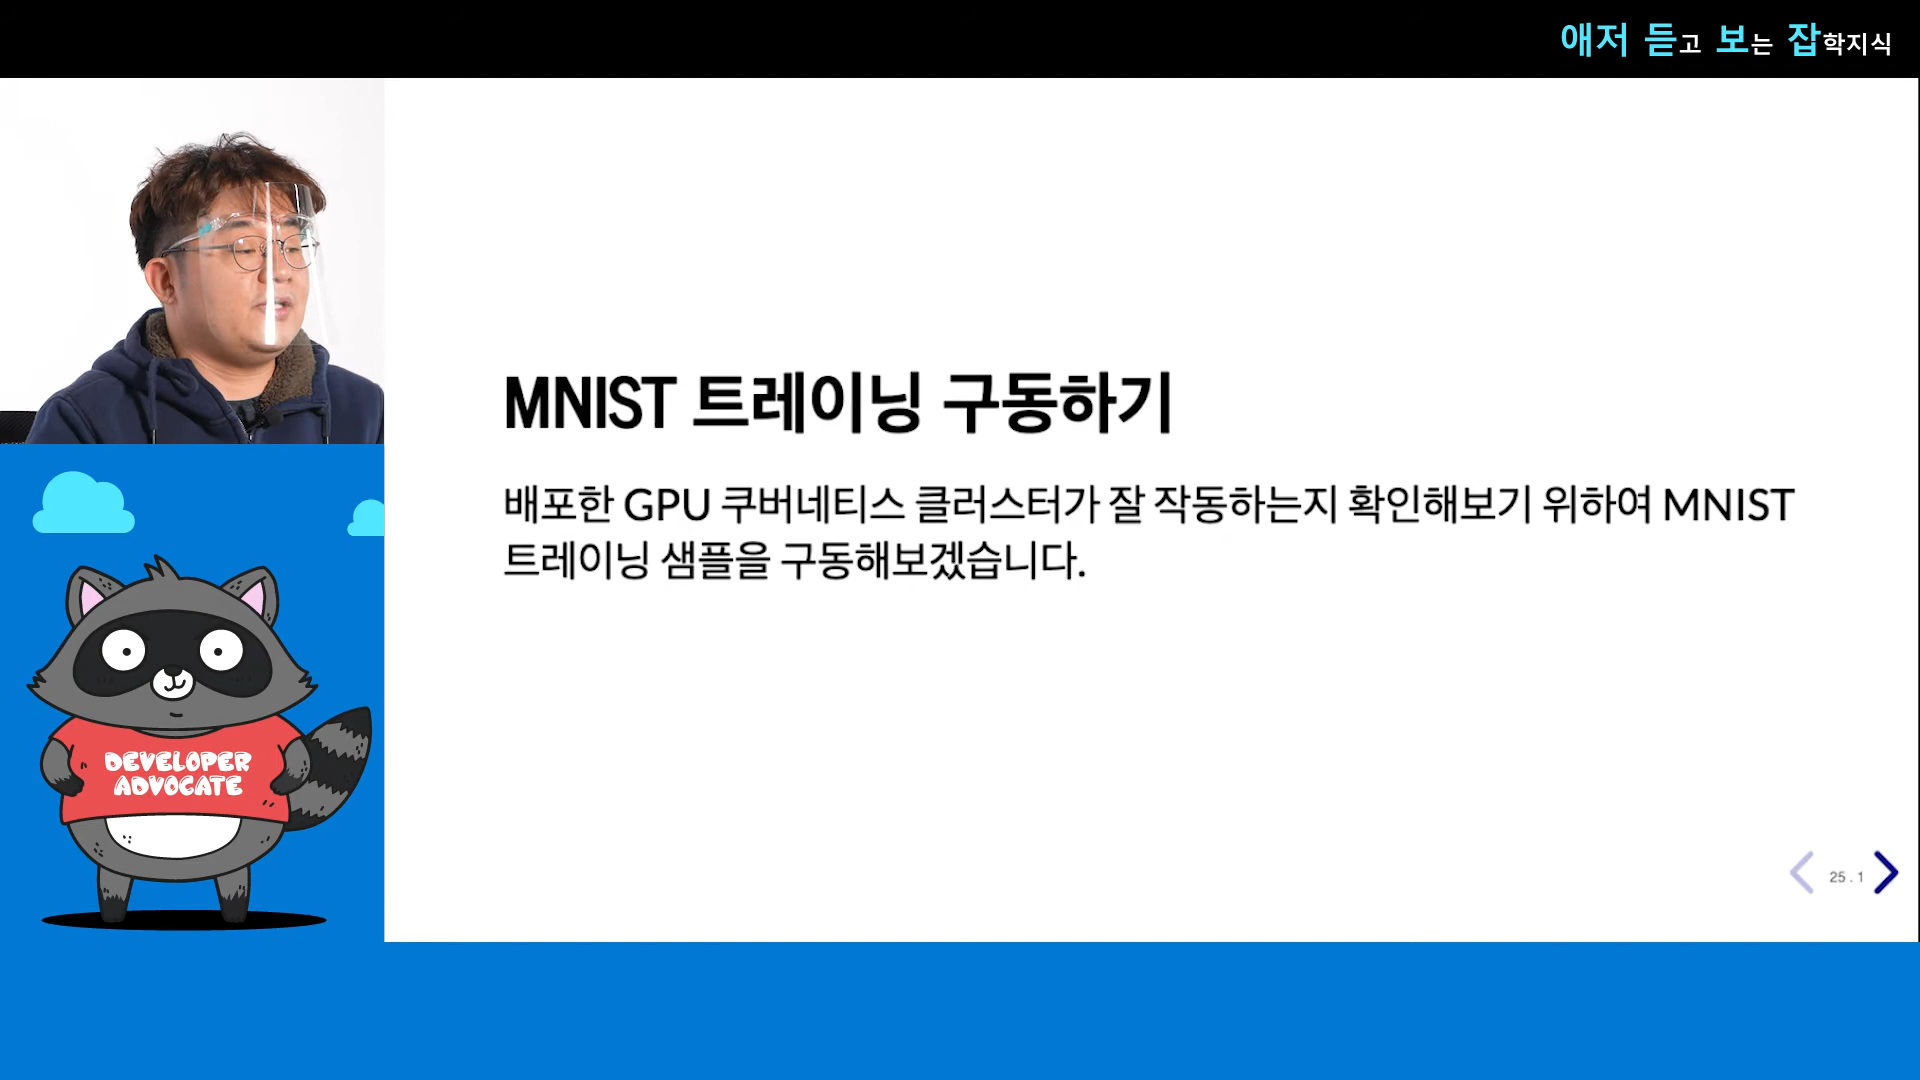 애저 듣고 보는 잡학지식
MNIST 트레이닝 구동하기
배포한 GPU 쿠버네티스 클러스터가 잘 작동하는지 확인해보기 위하여 MNIST
트레이닝 샘플을 구동해보겠습니다.
DEVELOPER
ADVOCATE
25 . 1